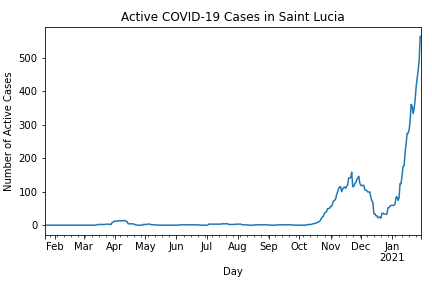 Active COVID-19 Cases in Saint Lucia
Number of Active Cases
500
400
300
200
100
0
Feb Mar Apr May Jun Jul Aug Sep Oct Nov Dec Jan
2021
Day